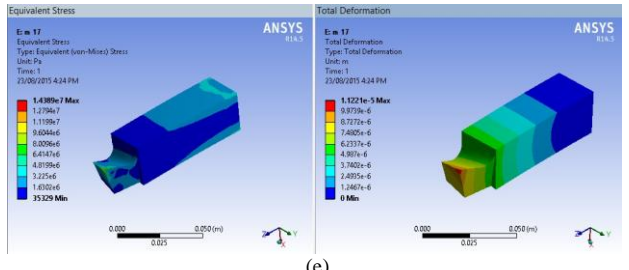 Equivalent Stress
E: m 17
Equivalent Stress
Type: Equivalent (von-Mises) Stress
Unit: Pa
Time: 1
23/08/2015 4:24 PM
1.4389e7 Max
1.2794e7
1.1199e7
9.6044e6
8.0096e6
6.4147e6
4.8199e6
3.225e6
1.6302e6
35329 Min
ANSYS
R16.5
0.000
0.050 (m)
0.025
Z
Y
X
Total Deformation
E: m 17
Total Deformation
Type: Total Deformation
Unit: m
Time: 1
23/08/2015 4:24 PM
1.1221e-5 Max
9.9739e-6
8.7272e-6
7.4805e-6
6.2337e-6
4.987e-6
3.7402e-6
2.4935e-6
1.2467e-6
0 Min
ANSYS
R16.5
0.000
0.050 (m)
0.025
Z
Y
X
(e)